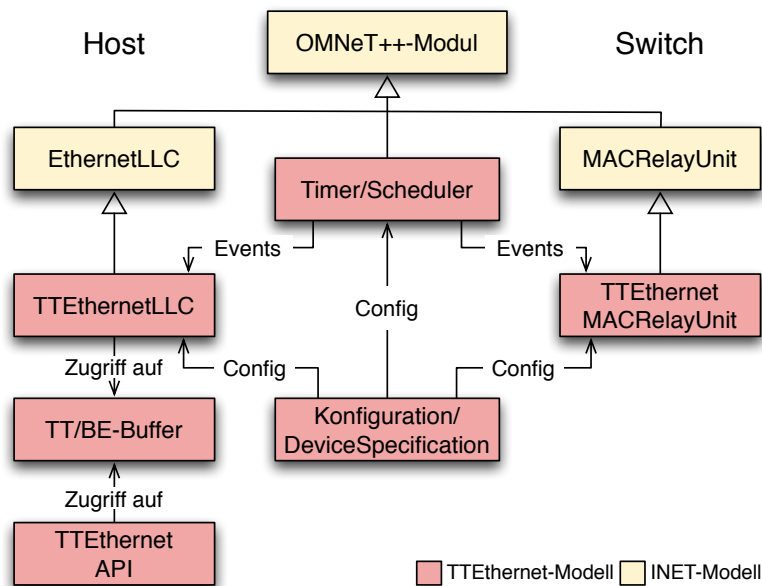 Host
OMNeT++-Modul
Switch
EthernetLLC
MACRelayUnit
Timer/Scheduler
Events
Events
TTEthernetLLC
TTEthernet
MACRelayUnit
Config
Zugriff auf
Config
Config
TT/BE-Buffer
Konfiguration/
DeviceSpecification
Zugriff auf
TTEthernet
API
TTEthernet-Modell
INET-Modell